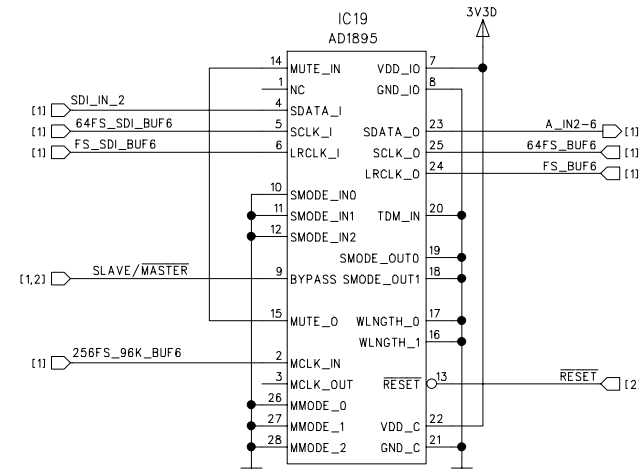 3V3D
IC19
AD1895
14 MUTE_IN VDD_IO 7
1 NC GND_IO 8
[1] SDI_IN_2 4 SDATA_I
[1] 64FS_SDI_BUF6 5 SCLK_I SDATA_O 23 A_IN2-6 [1]
[1] FS_SDI_BUF6 6 LRCLK_I SCLK_O 25 64FS_BUF6 [1]
LRCLK_O 24 FS_BUF6 [1]
10 SMODE_IN0
11 SMODE_IN1 TDM_IN 20
12 SMODE_IN2
SMODE_OUT0 19
[1,2] SLAVE/MASTER 9 BYPASS SMODE_OUT1 18
15 MUTE_O WLNGTH_0 17
WLNGTH_1 16
[1] 256FS_96K_BUF6 2 MCLK_IN
3 MCLK_OUT RESET 13 RESET [2]
26 MMODE_0
27 MMODE_1 VDD_C 22
28 MMODE_2 GND_C 21